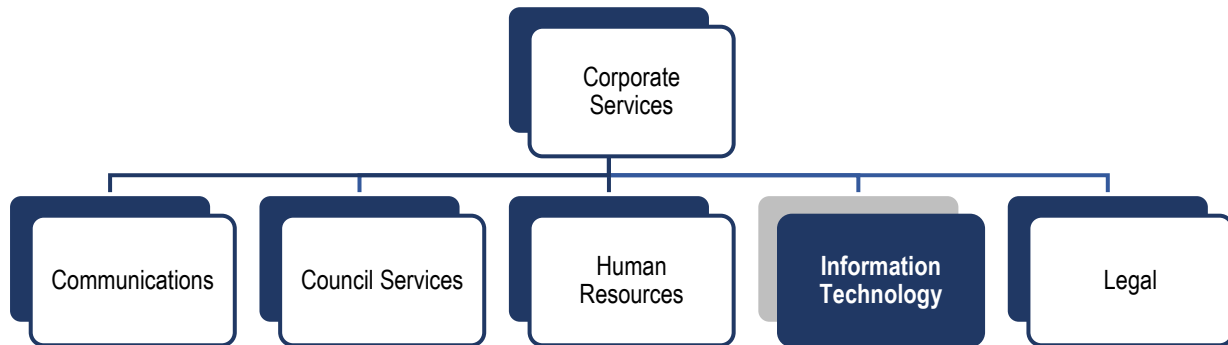 Corporate
Services
Communications
Council Services
Human
Resources
Information
Technology
Legal